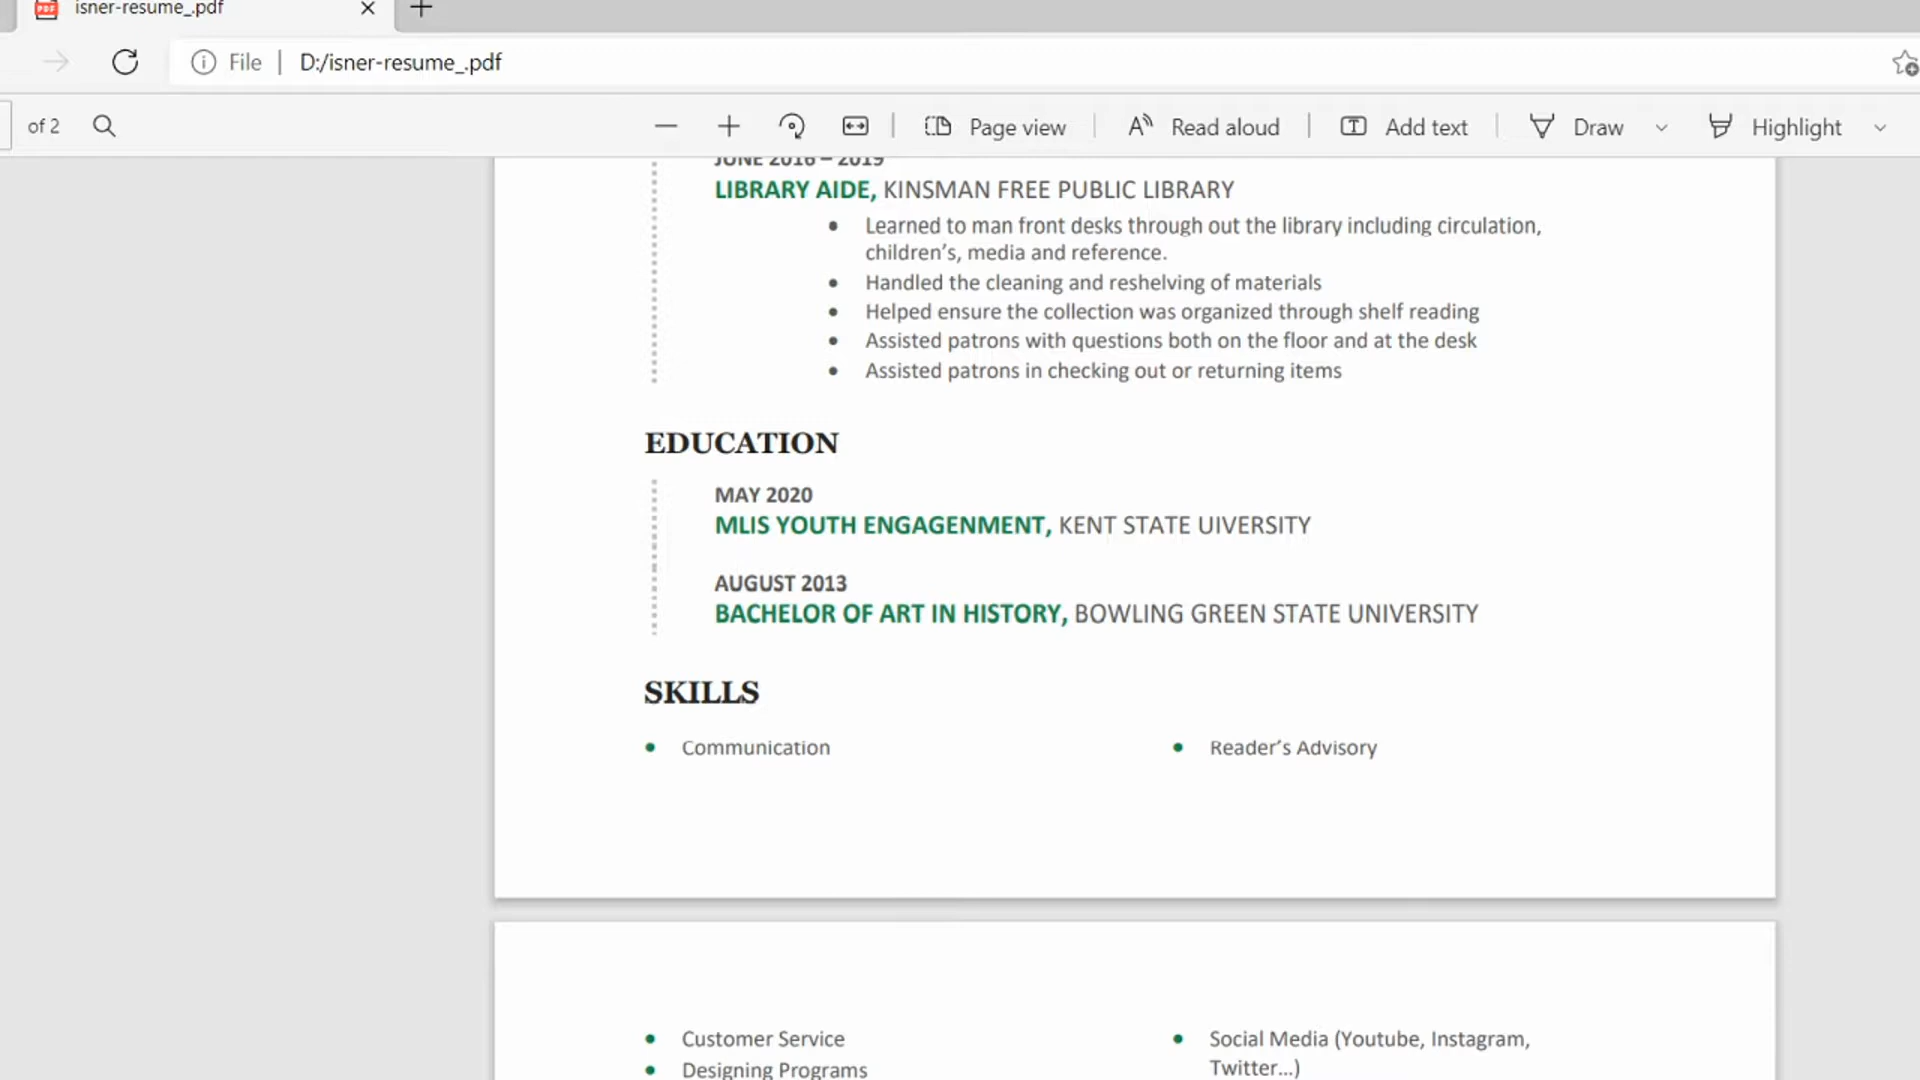 isner-resume_.pdf
File | D:/isner-resume_.pdf
of 2 Page view Read aloud Add text Draw Highlight
JUNE 2016 – 2019
LIBRARY AIDE, KINSMAN FREE PUBLIC LIBRARY
• Learned to man front desks through out the library including circulation,
children’s, media and reference.
• Handled the cleaning and reshelving of materials
• Helped ensure the collection was organized through shelf reading
• Assisted patrons with questions both on the floor and at the desk
• Assisted patrons in checking out or returning items
EDUCATION
MAY 2020
MLIS YOUTH ENGAGENMENT, KENT STATE UIVERSITY
AUGUST 2013
BACHELOR OF ART IN HISTORY, BOWLING GREEN STATE UNIVERSITY
SKILLS
• Communication
• Reader’s Advisory
• Customer Service
• Designing Programs
• Social Media (Youtube, Instagram,
Twitter...)